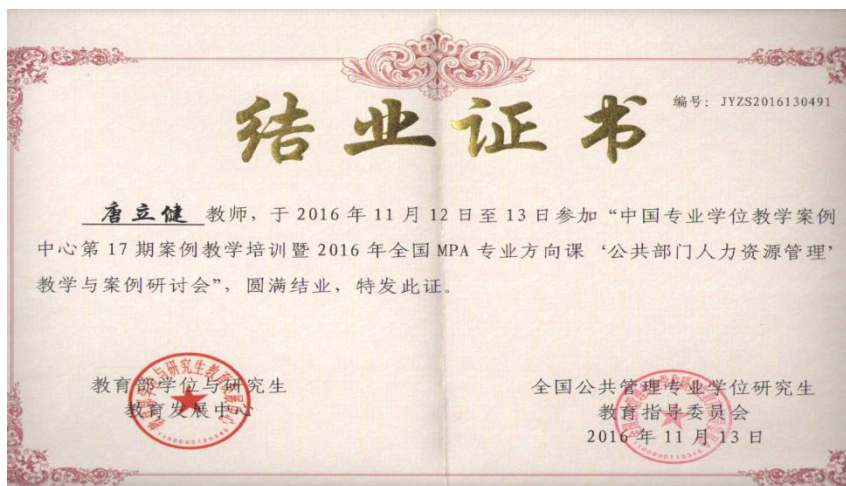 编号：JYZS2016130491
结业证书
唐立健 教师，于 2016 年 11 月 12 日至 13 日参加“中国专业学位教学案例
中心第 17 期案例教学培训暨 2016 年全国 MPA 专业方向课‘公共部门人力资源管理’
教学与案例研讨会”，圆满结业，特发此证。
教育部学位与研究生
教育发展中心
全国公共管理专业学位研究生
教育指导委员会
2016 年 11 月 13 日